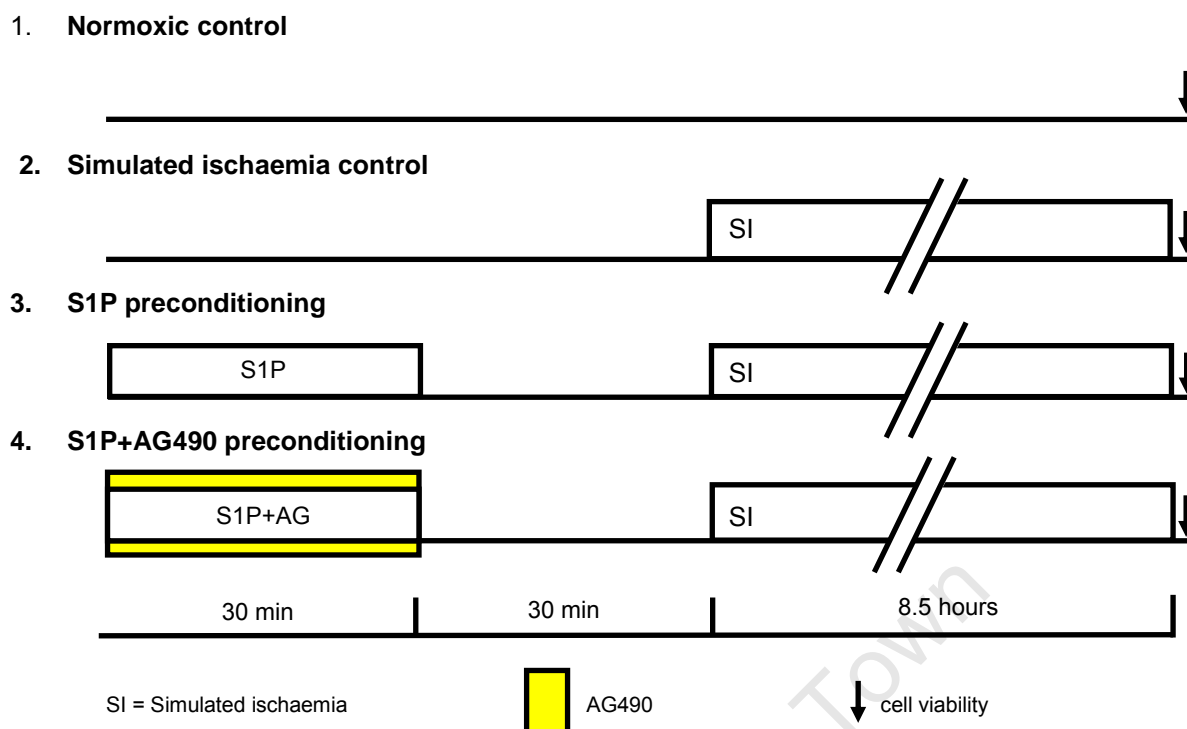 1. Normoxic control
2. Simulated ischaemia control
SI
3. S1P preconditioning
S1P
SI
4. S1P+AG490 preconditioning
S1P+AG
SI
30 min 30 min 8.5 hours
SI = Simulated ischaemia AG490 cell viability
Town